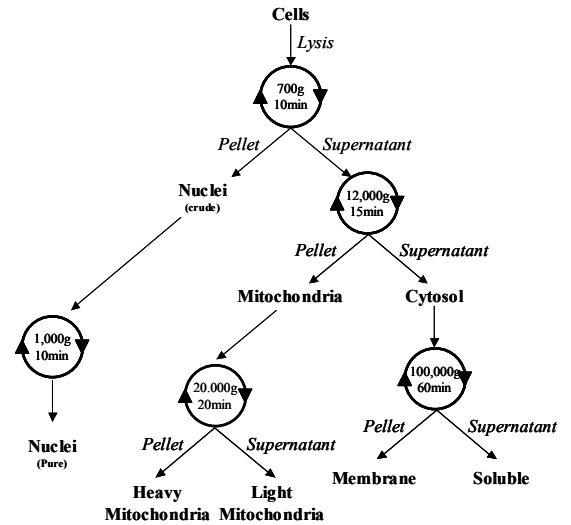 Cells
Lysis
700g
10min
Pellet
Supernatant
Nuclei
(crude)
12,000g
15min
Pellet
Supernatant
Mitochondria
Cytosol
1,000g
10min
20.000g
20min
100,000g
60min
Nuclei
(Pure)
Pellet
Supernatant
Pellet
Supernatant
Heavy
Mitochondria
Light
Mitochondria
Membrane
Soluble